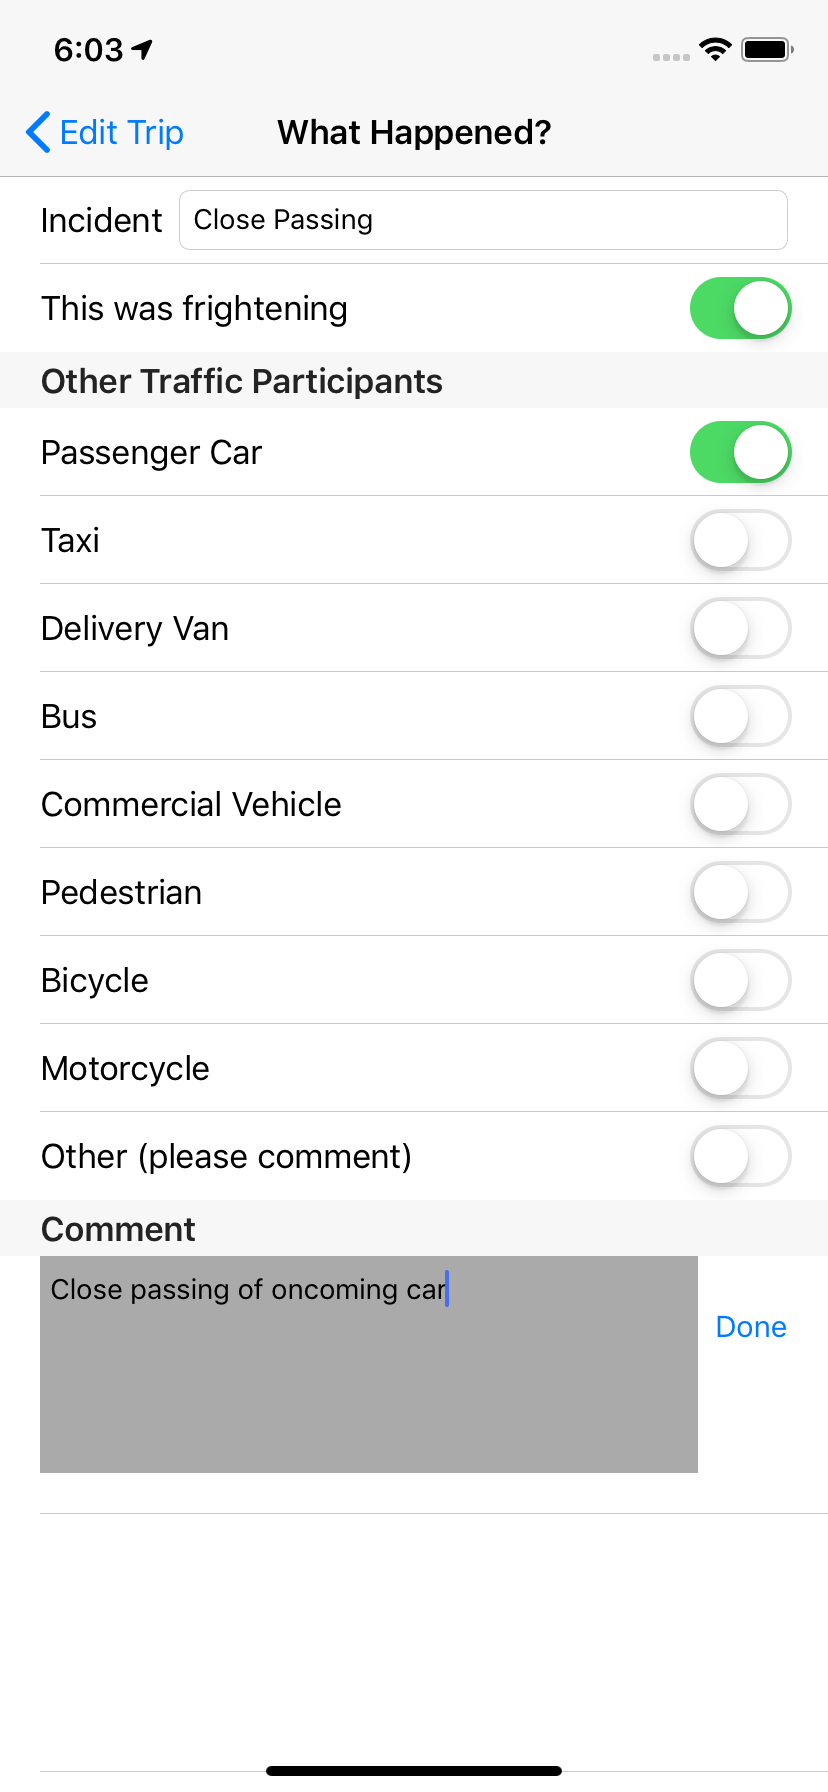 6:03
Edit Trip
What Happened?
Incident Close Passing
This was frightening
Other Traffic Participants
Passenger Car
Taxi
Delivery Van
Bus
Commercial Vehicle
Pedestrian
Bicycle
Motorcycle
Other (please comment)
Comment
Close passing of oncoming car
Done